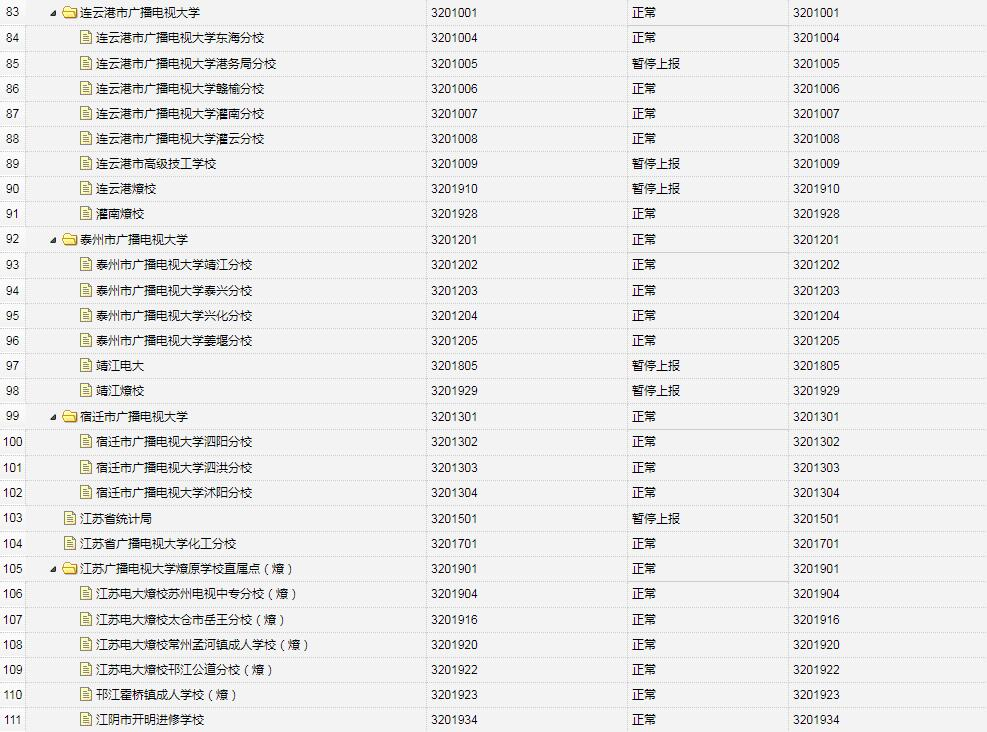 83 连云港市广播电视大学 3201001 正常 3201001
84 连云港市广播电视大学东海分校 3201004 正常 3201004
85 连云港市广播电视大学港务局分校 3201005 暂停上报 3201005
86 连云港市广播电视大学赣榆分校 3201006 正常 3201006
87 连云港市广播电视大学灌南分校 3201007 正常 3201007
88 连云港市广播电视大学灌云分校 3201008 正常 3201008
89 连云港市高级技工学校 3201009 暂停上报 3201009
90 连云港燎校 3201910 暂停上报 3201910
91 灌南燎校 3201928 正常 3201928
92 泰州市广播电视大学 3201201 正常 3201201
93 泰州市广播电视大学靖江分校 3201202 正常 3201202
94 泰州市广播电视大学泰兴分校 3201203 正常 3201203
95 泰州市广播电视大学兴化分校 3201204 正常 3201204
96 泰州市广播电视大学姜堰分校 3201205 正常 3201205
97 靖江电大 3201805 暂停上报 3201805
98 靖江燎校 3201929 暂停上报 3201929
99 宿迁市广播电视大学 3201301 正常 3201301
100 宿迁市广播电视大学泗阳分校 3201302 正常 3201302
101 宿迁市广播电视大学泗洪分校 3201303 正常 3201303
102 宿迁市广播电视大学沭阳分校 3201304 正常 3201304
103 江苏省统计局 3201501 暂停上报 3201501
104 江苏省广播电视大学化工分校 3201701 正常 3201701
105 江苏广播电视大学燎原学校直属点（燎） 3201901 正常 3201901
106 江苏电大燎校苏州电视中专分校（燎） 3201904 正常 3201904
107 江苏电大燎校太仓市岳王分校（燎） 3201916 正常 3201916
108 江苏电大燎校常州孟河镇成人学校（燎） 3201920 正常 3201920
109 江苏电大燎校邗江公道分校（燎） 3201922 正常 3201922
110 邗江霍桥镇成人学校（燎） 3201923 正常 3201923
111 江阴市开明进修学校 3201934 正常 3201934